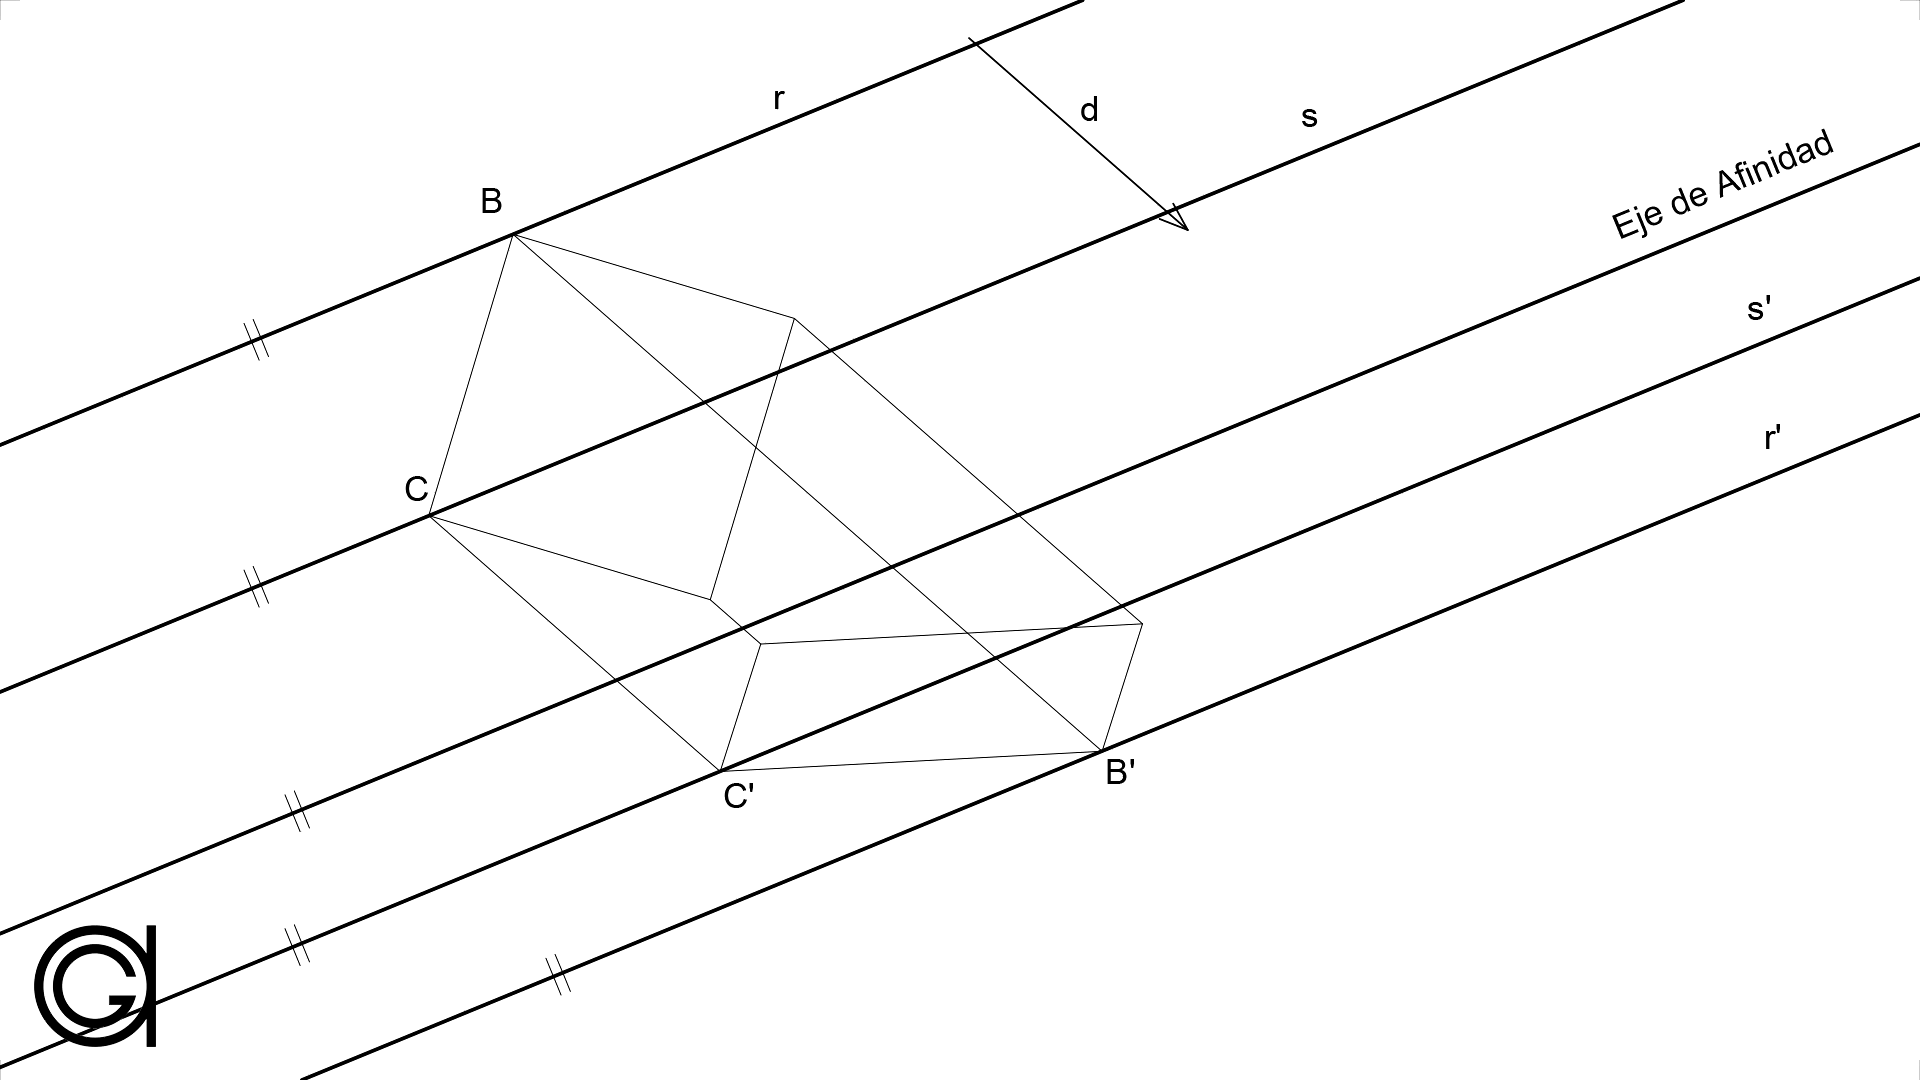 r
d
s
Eje de Afinidad
B
s'
r'
C
B'
C'